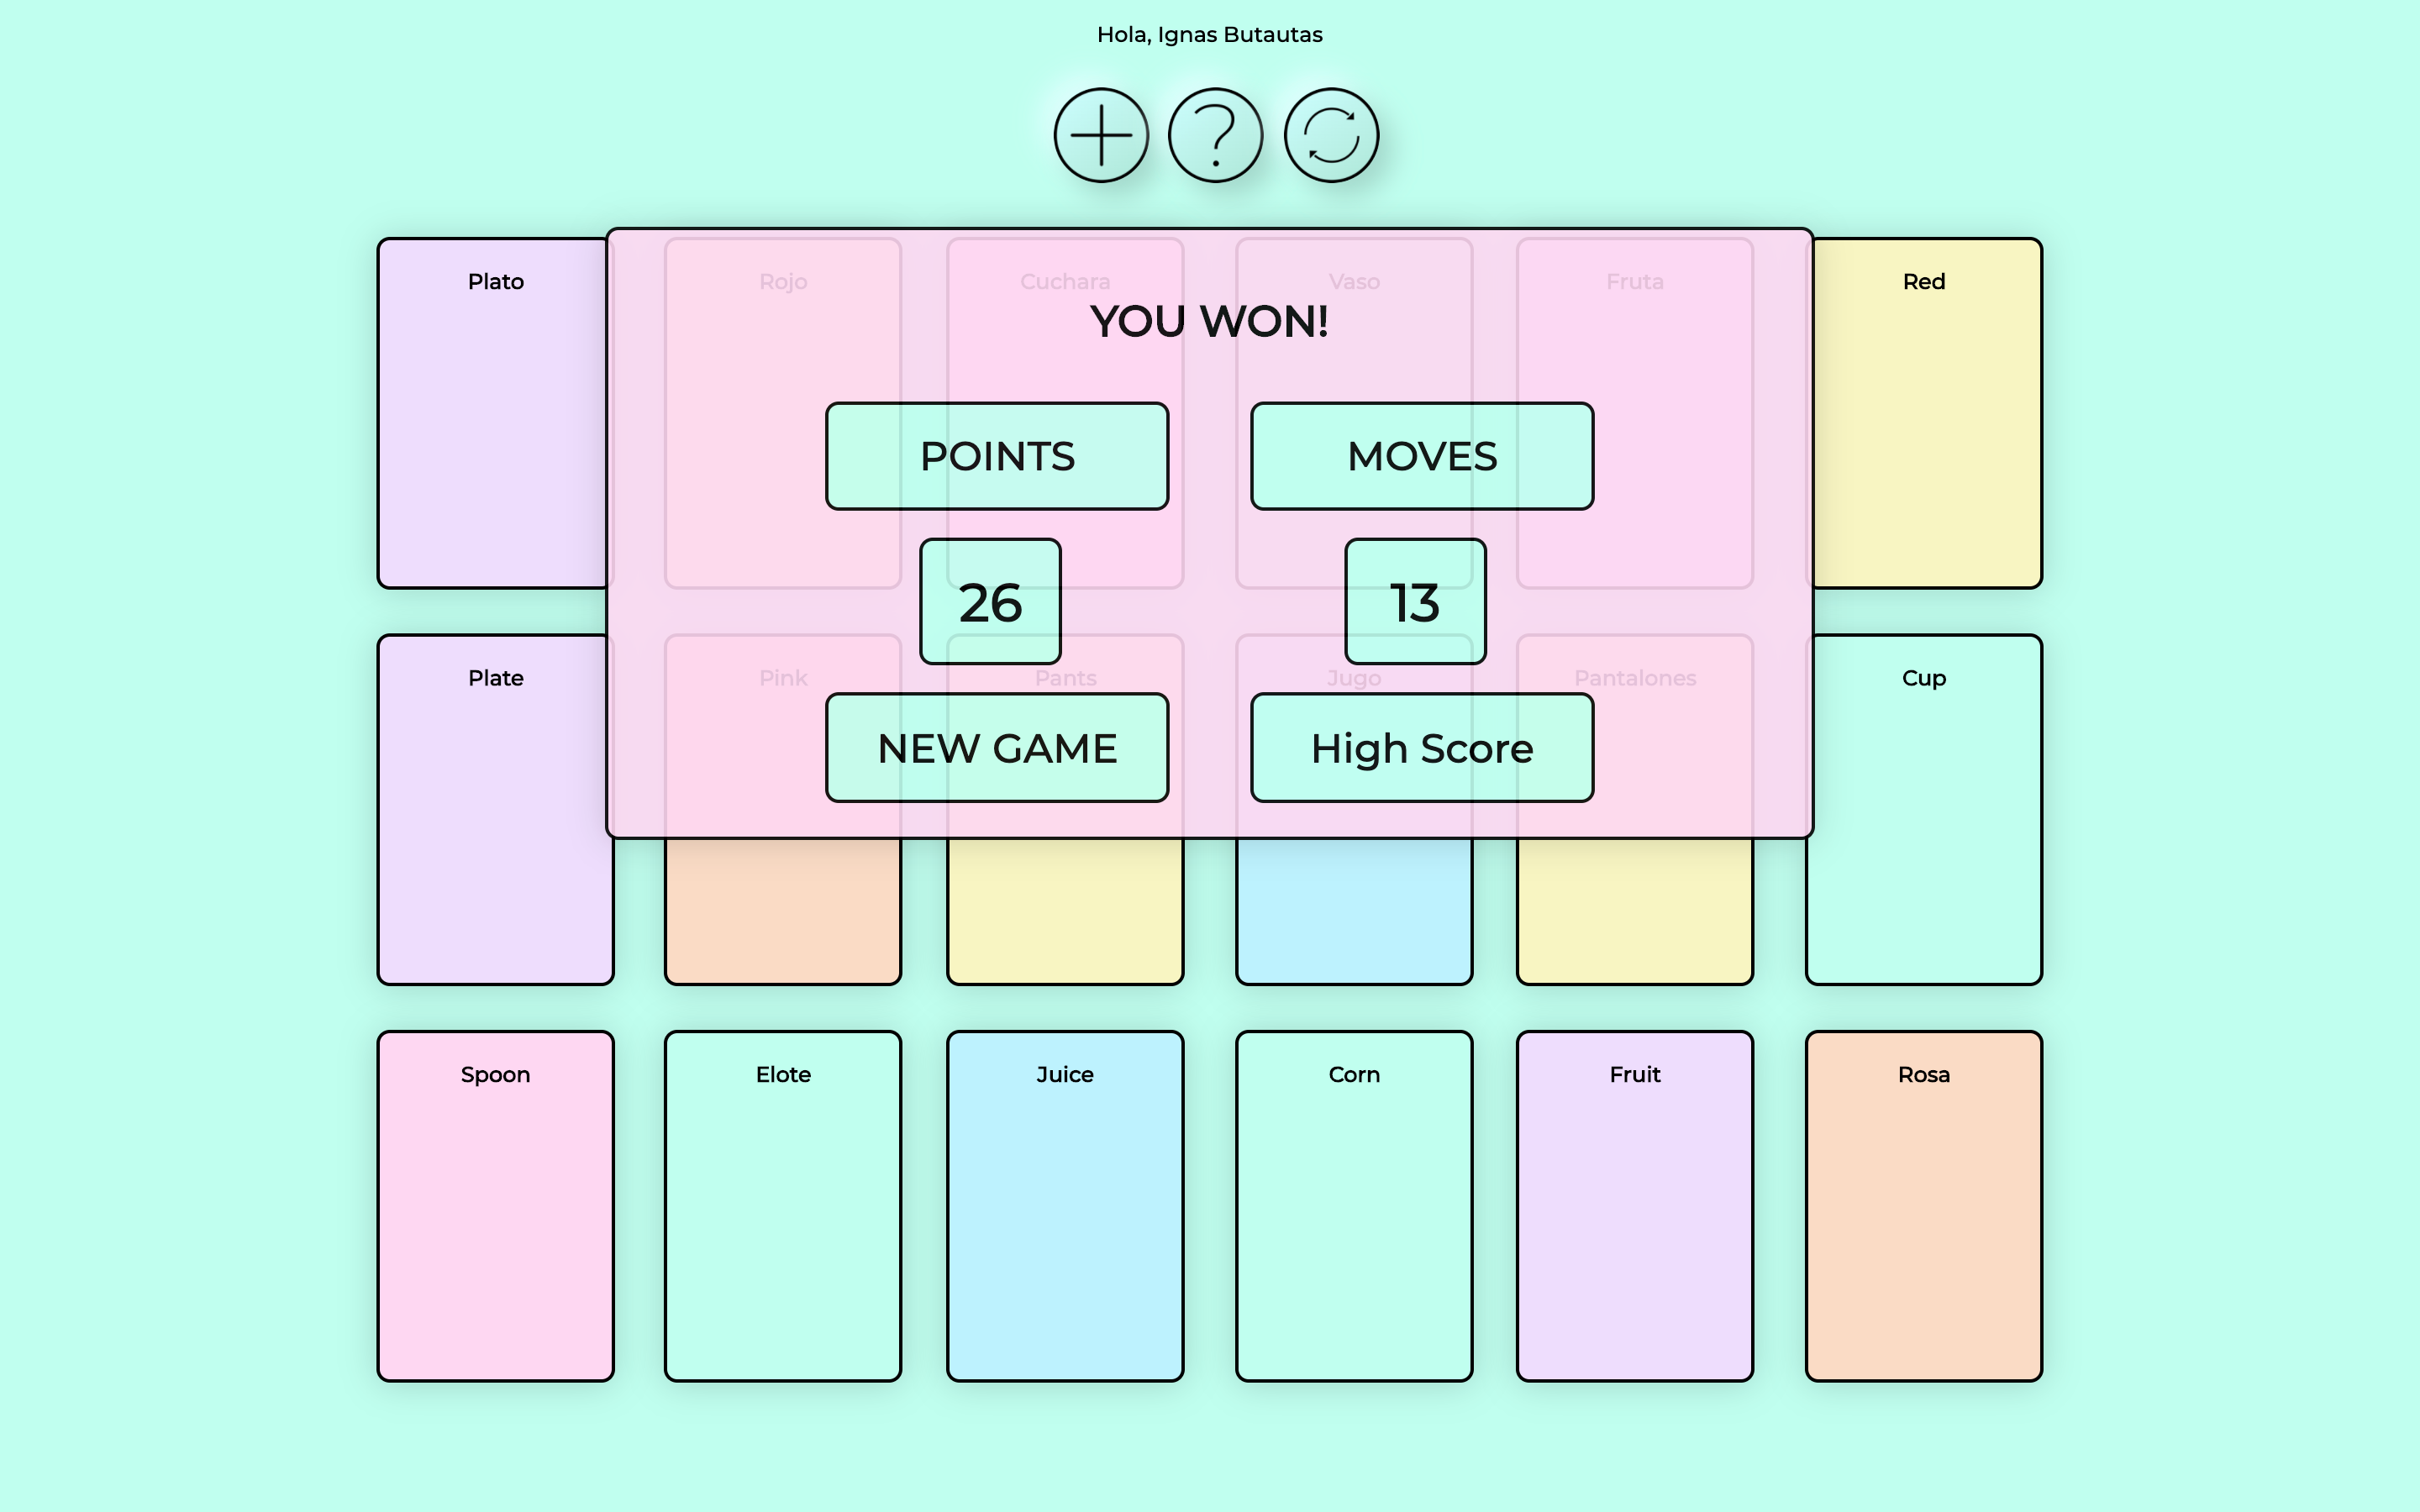 Hola, Ignas Butautas
?
Plato
Rojo
Cuchara
Vaso
Fruta
Red
YOU WON!
POINTS
MOVES
26
13
Plate
Pink
Pants
Jugo
Pantalones
Cup
NEW GAME
High Score
Spoon
Elote
Juice
Corn
Fruit
Rosa